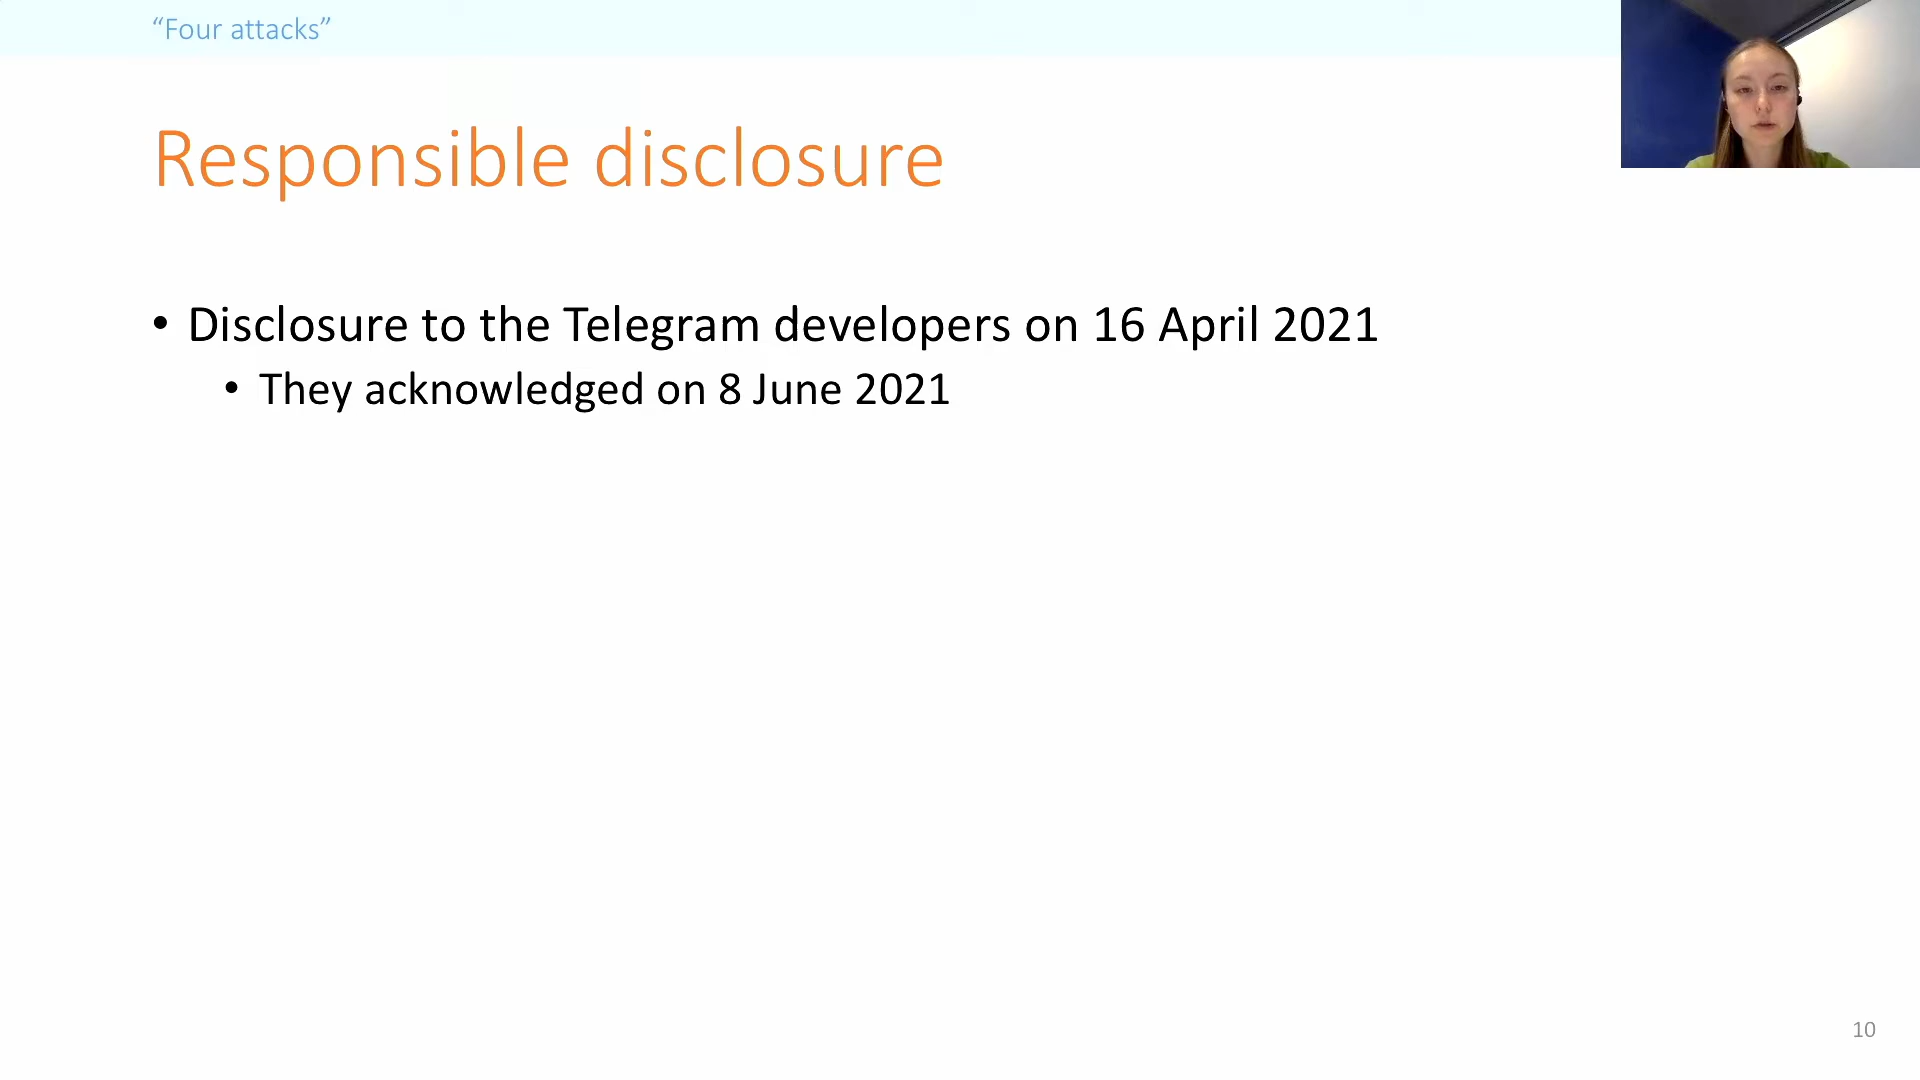 “Four attacks”
Responsible disclosure
• Disclosure to the Telegram developers on 16 April 2021
• They acknowledged on 8 June 2021
10